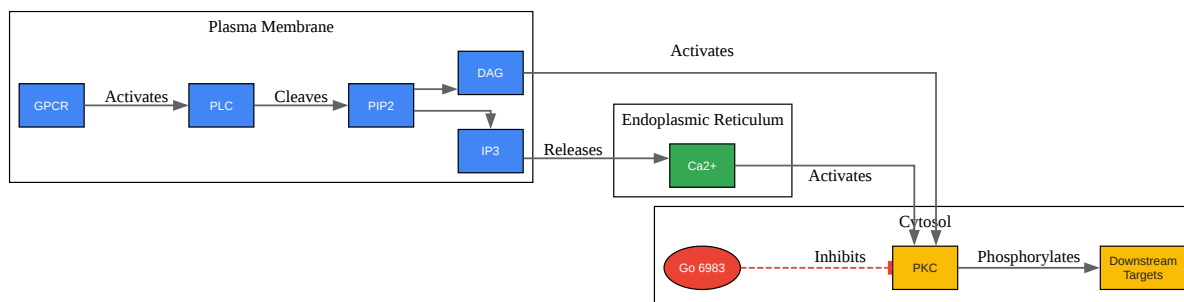 Plasma Membrane
GPCR
Activates
PLC
Cleaves
PIP2
DAG
IP3
Activates
Releases
Endoplasmic Reticulum
Ca2+
Activates
Cytosol
Go 6983
Inhibits
PKC
Phosphorylates
Downstream
Targets